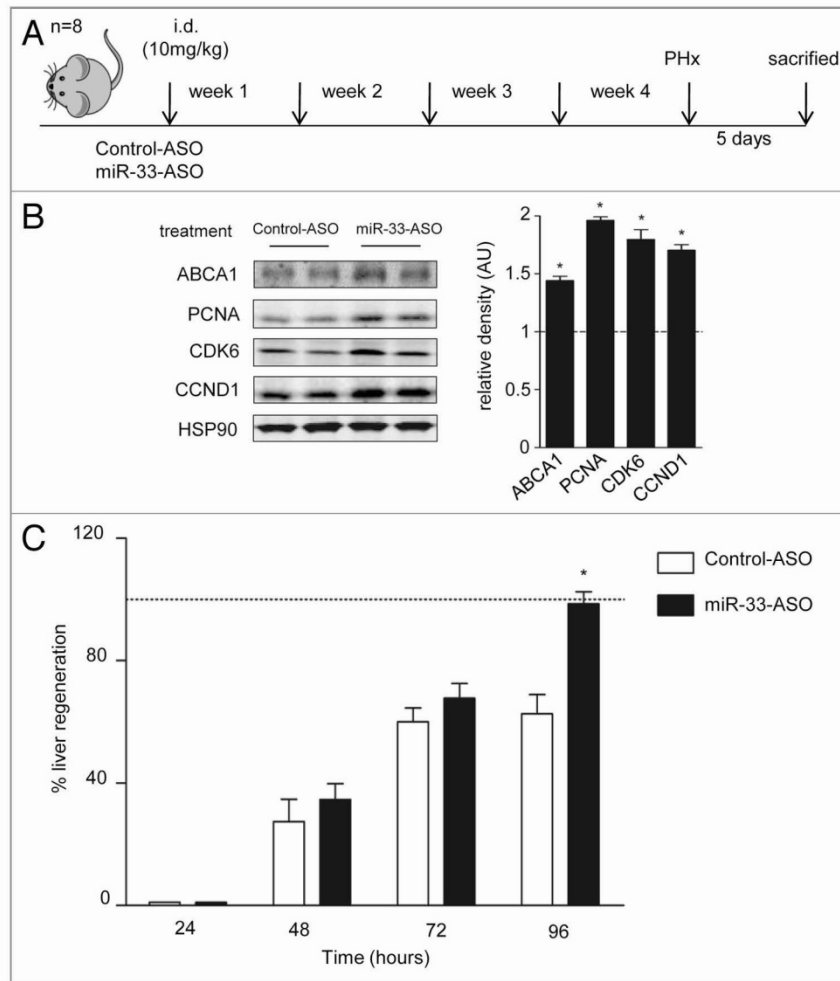 A
n=8
i.d.
(10mg/kg)
PHx
sacrified
week 1
week 2
week 3
week 4
5 days
Control-ASO
miR-33-ASO
B
treatment
Control-ASO
miR-33-ASO
ABCA1
PCNA
CDK6
CCND1
HSP90
relative density (AU)
2
1.5
1
0.5
0
*
*
*
*
ABCA1
PCNA
CDK6
CCND1
C
% liver regeneration
120
80
40
0
*
Control-ASO
miR-33-ASO
24
48
72
96
Time (hours)